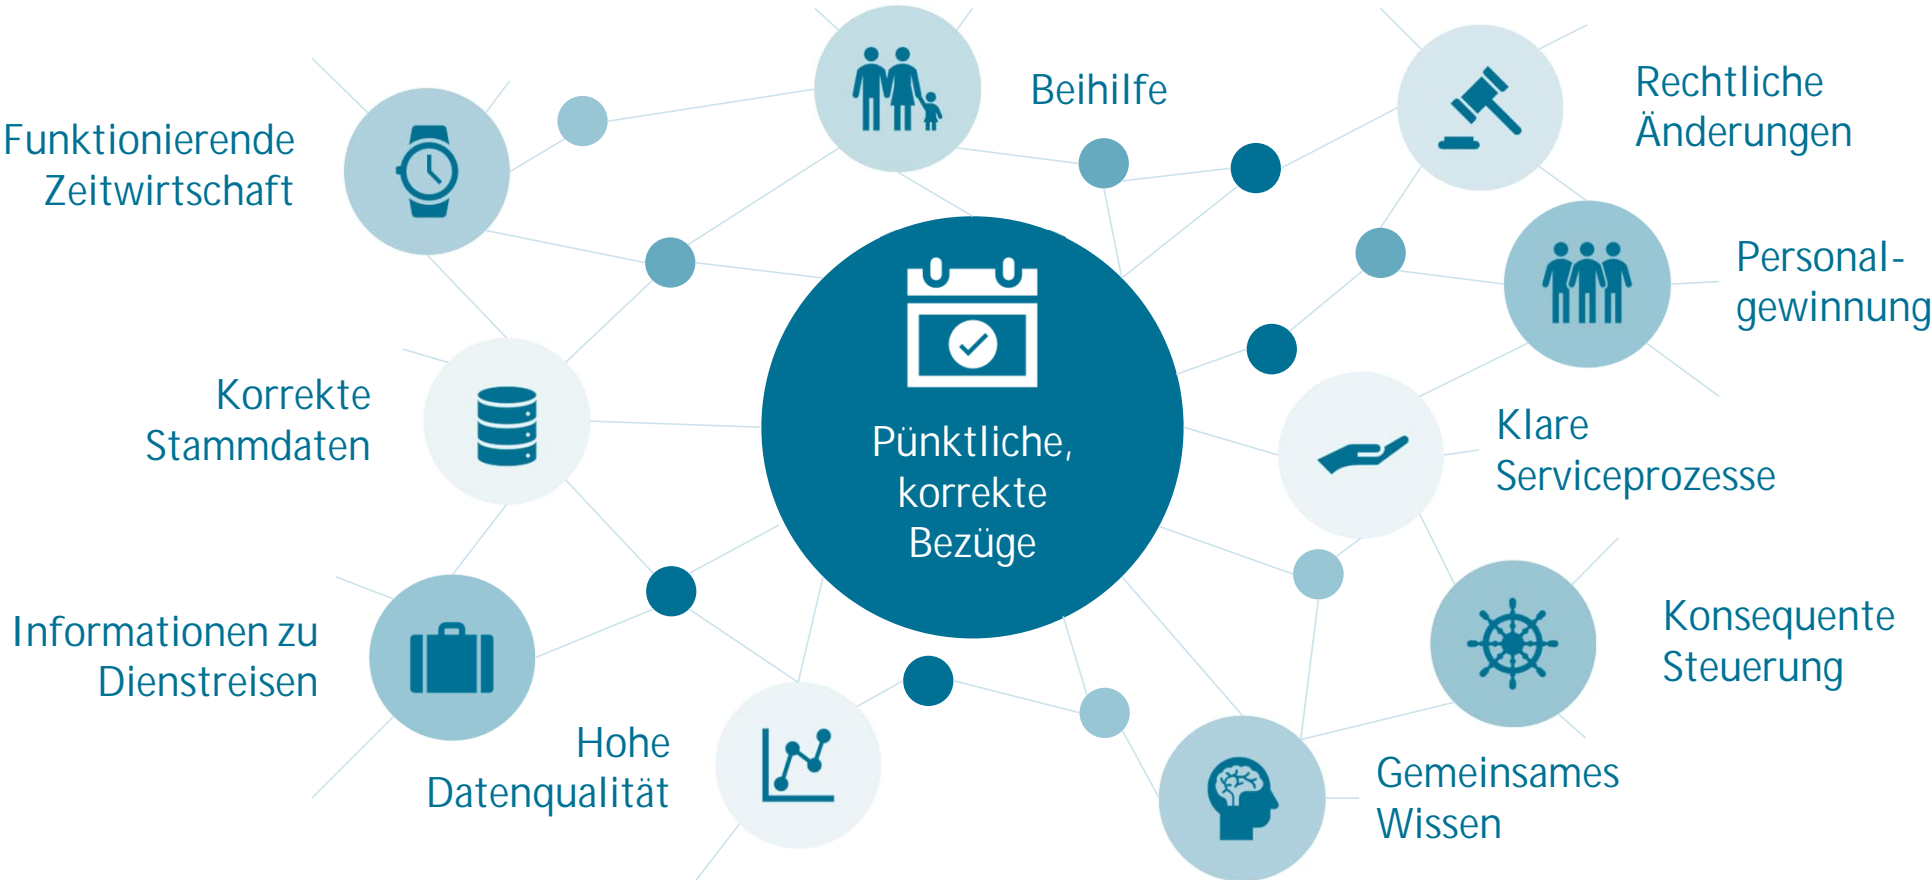 Beihilfe
Rechtliche
Änderungen
Funktionierende
Zeitwirtschaft
Personal-
gewinnung
Korrekte
Stammdaten
Pünktliche,
korrekte
Bezüge
Klare
Serviceprozesse
Informationen zu
Dienstreisen
Konsequente
Steuerung
Hohe
Datenqualität
Gemeinsames
Wissen